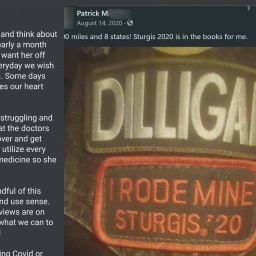 and think about
early a month
want her off
everyday we wish
. Some days
es our heart
struggling and
at the doctors
over and get
utilize every
medicine so she
dful of this
nd use sense.
views are on
what we can to
ing Covid or
Patrick M
August 14, 2020
0 miles and 8 states! Sturgis 2020 is in the books for me.
DILLIGA
I RODE MINE
STURGIS '20